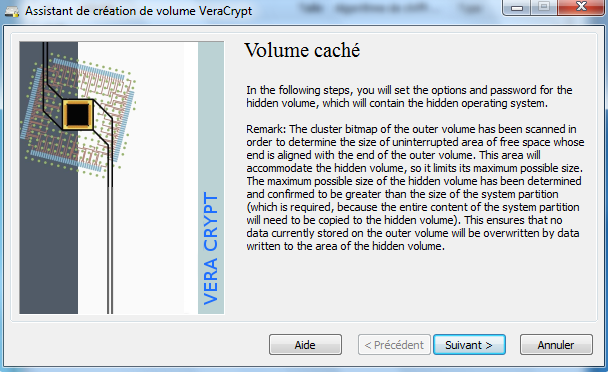 Assistant de création de volume VeraCrypt
Volume caché
In the following steps, you will set the options and password for the
hidden volume, which will contain the hidden operating system.
Remark: The cluster bitmap of the outer volume has been scanned in
order to determine the size of uninterrupted area of free space whose
end is aligned with the end of the outer volume. This area will
accommodate the hidden volume, so it limits its maximum possible size.
The maximum possible size of the hidden volume has been determined
and confirmed to be greater than the size of the system partition
(which is required, because the entire content of the system partition
will need to be copied to the hidden volume). This ensures that no
data currently stored on the outer volume will be overwritten by data
written to the area of the hidden volume.
VERA CRYPT
Aide
< Précédent
Suivant >
Annuler